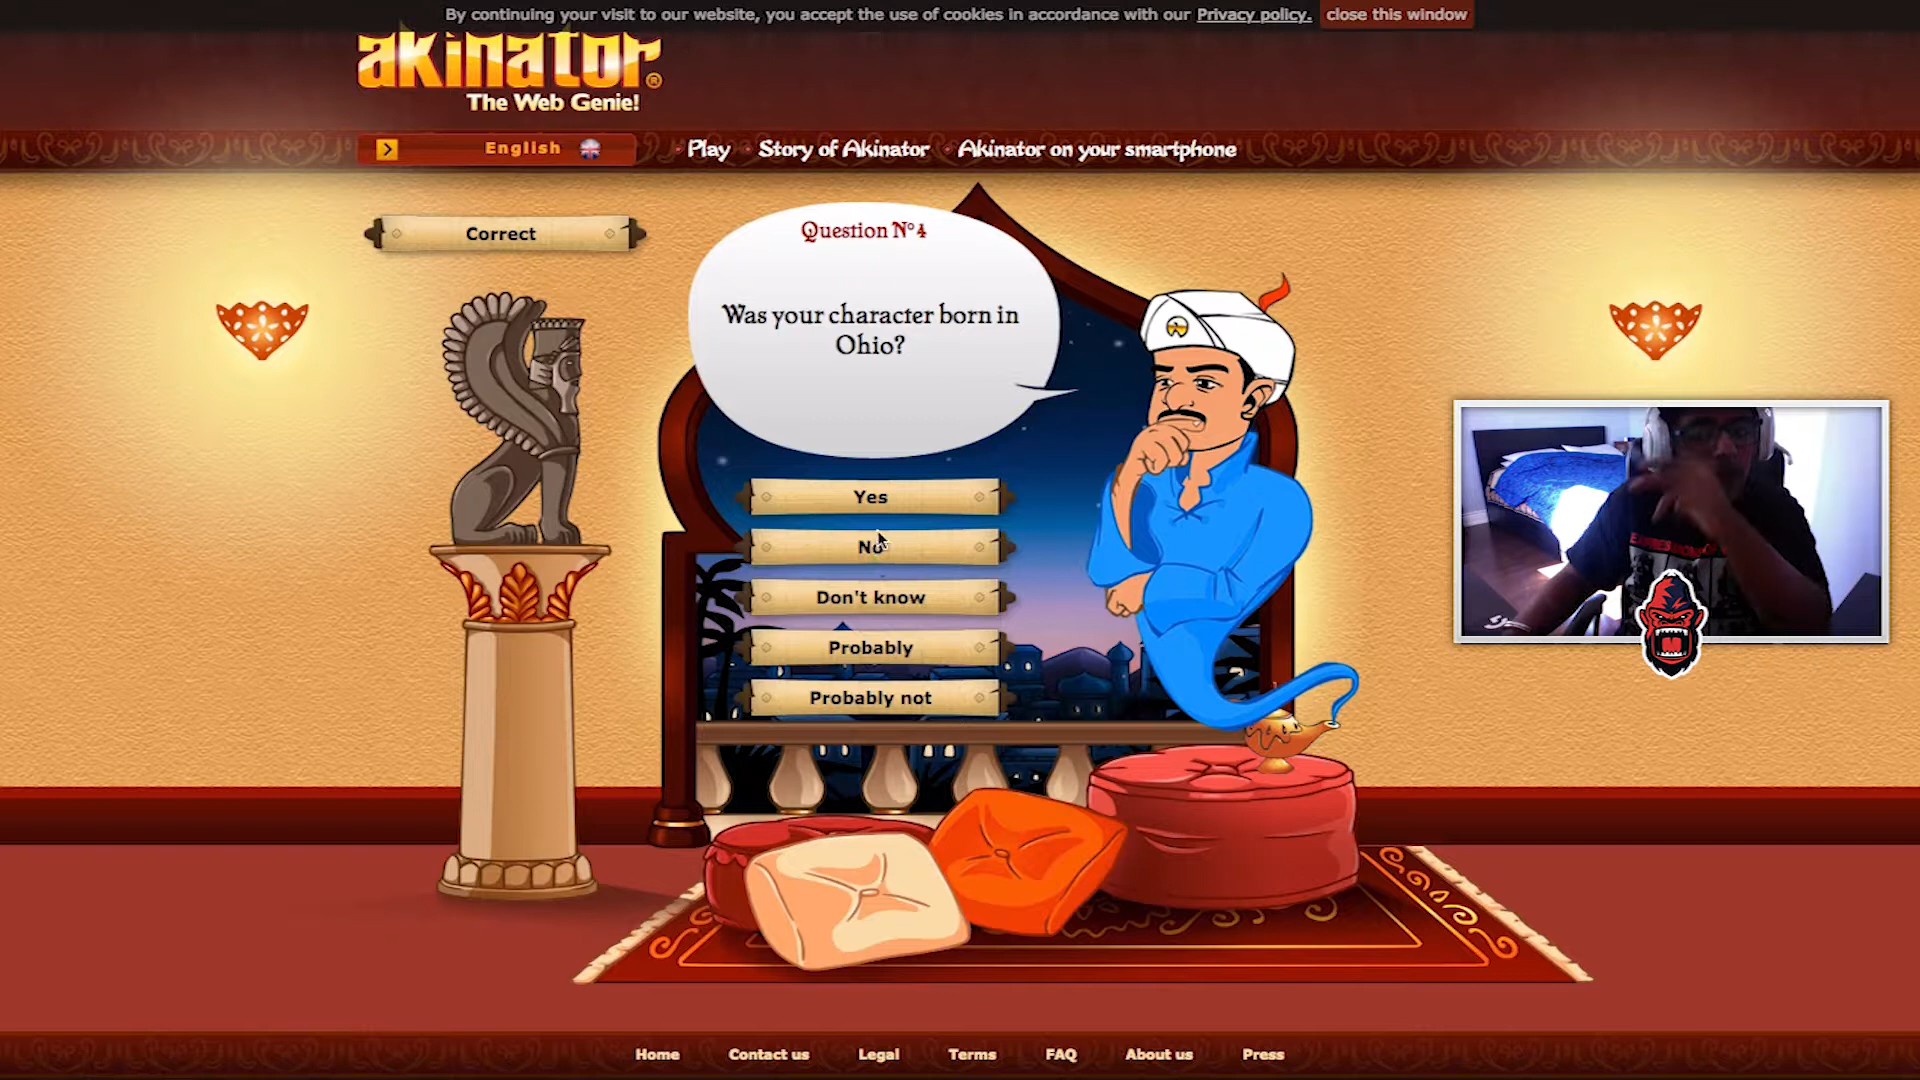 By continuing your visit to our website, you accept the use of cookies in accordance with our Privacy policy. close this window
akinator®
The Web Genie!
English
Play Story of Akinator Akinator on your smartphone
Correct
Question N°4
Was your character born in
Ohio?
Yes
No
Don't know
Probably
Probably not
Home Contact us Legal Terms FAQ About us Press